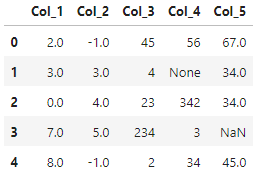 Col_1 Col_2 Col_3 Col_4 Col_5
0 2.0 -1.0 45 56 67.0
1 3.0 3.0 4 None 34.0
2 0.0 4.0 23 342 34.0
3 7.0 5.0 234 3 NaN
4 8.0 -1.0 2 34 45.0